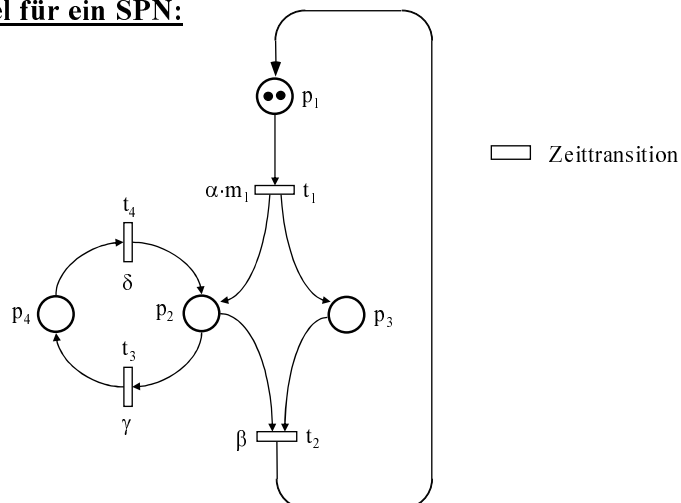 el für ein SPN:
p1
Zeittransition
α·m1 t1
t4
δ
p4
p2
p3
t3
γ
β t2